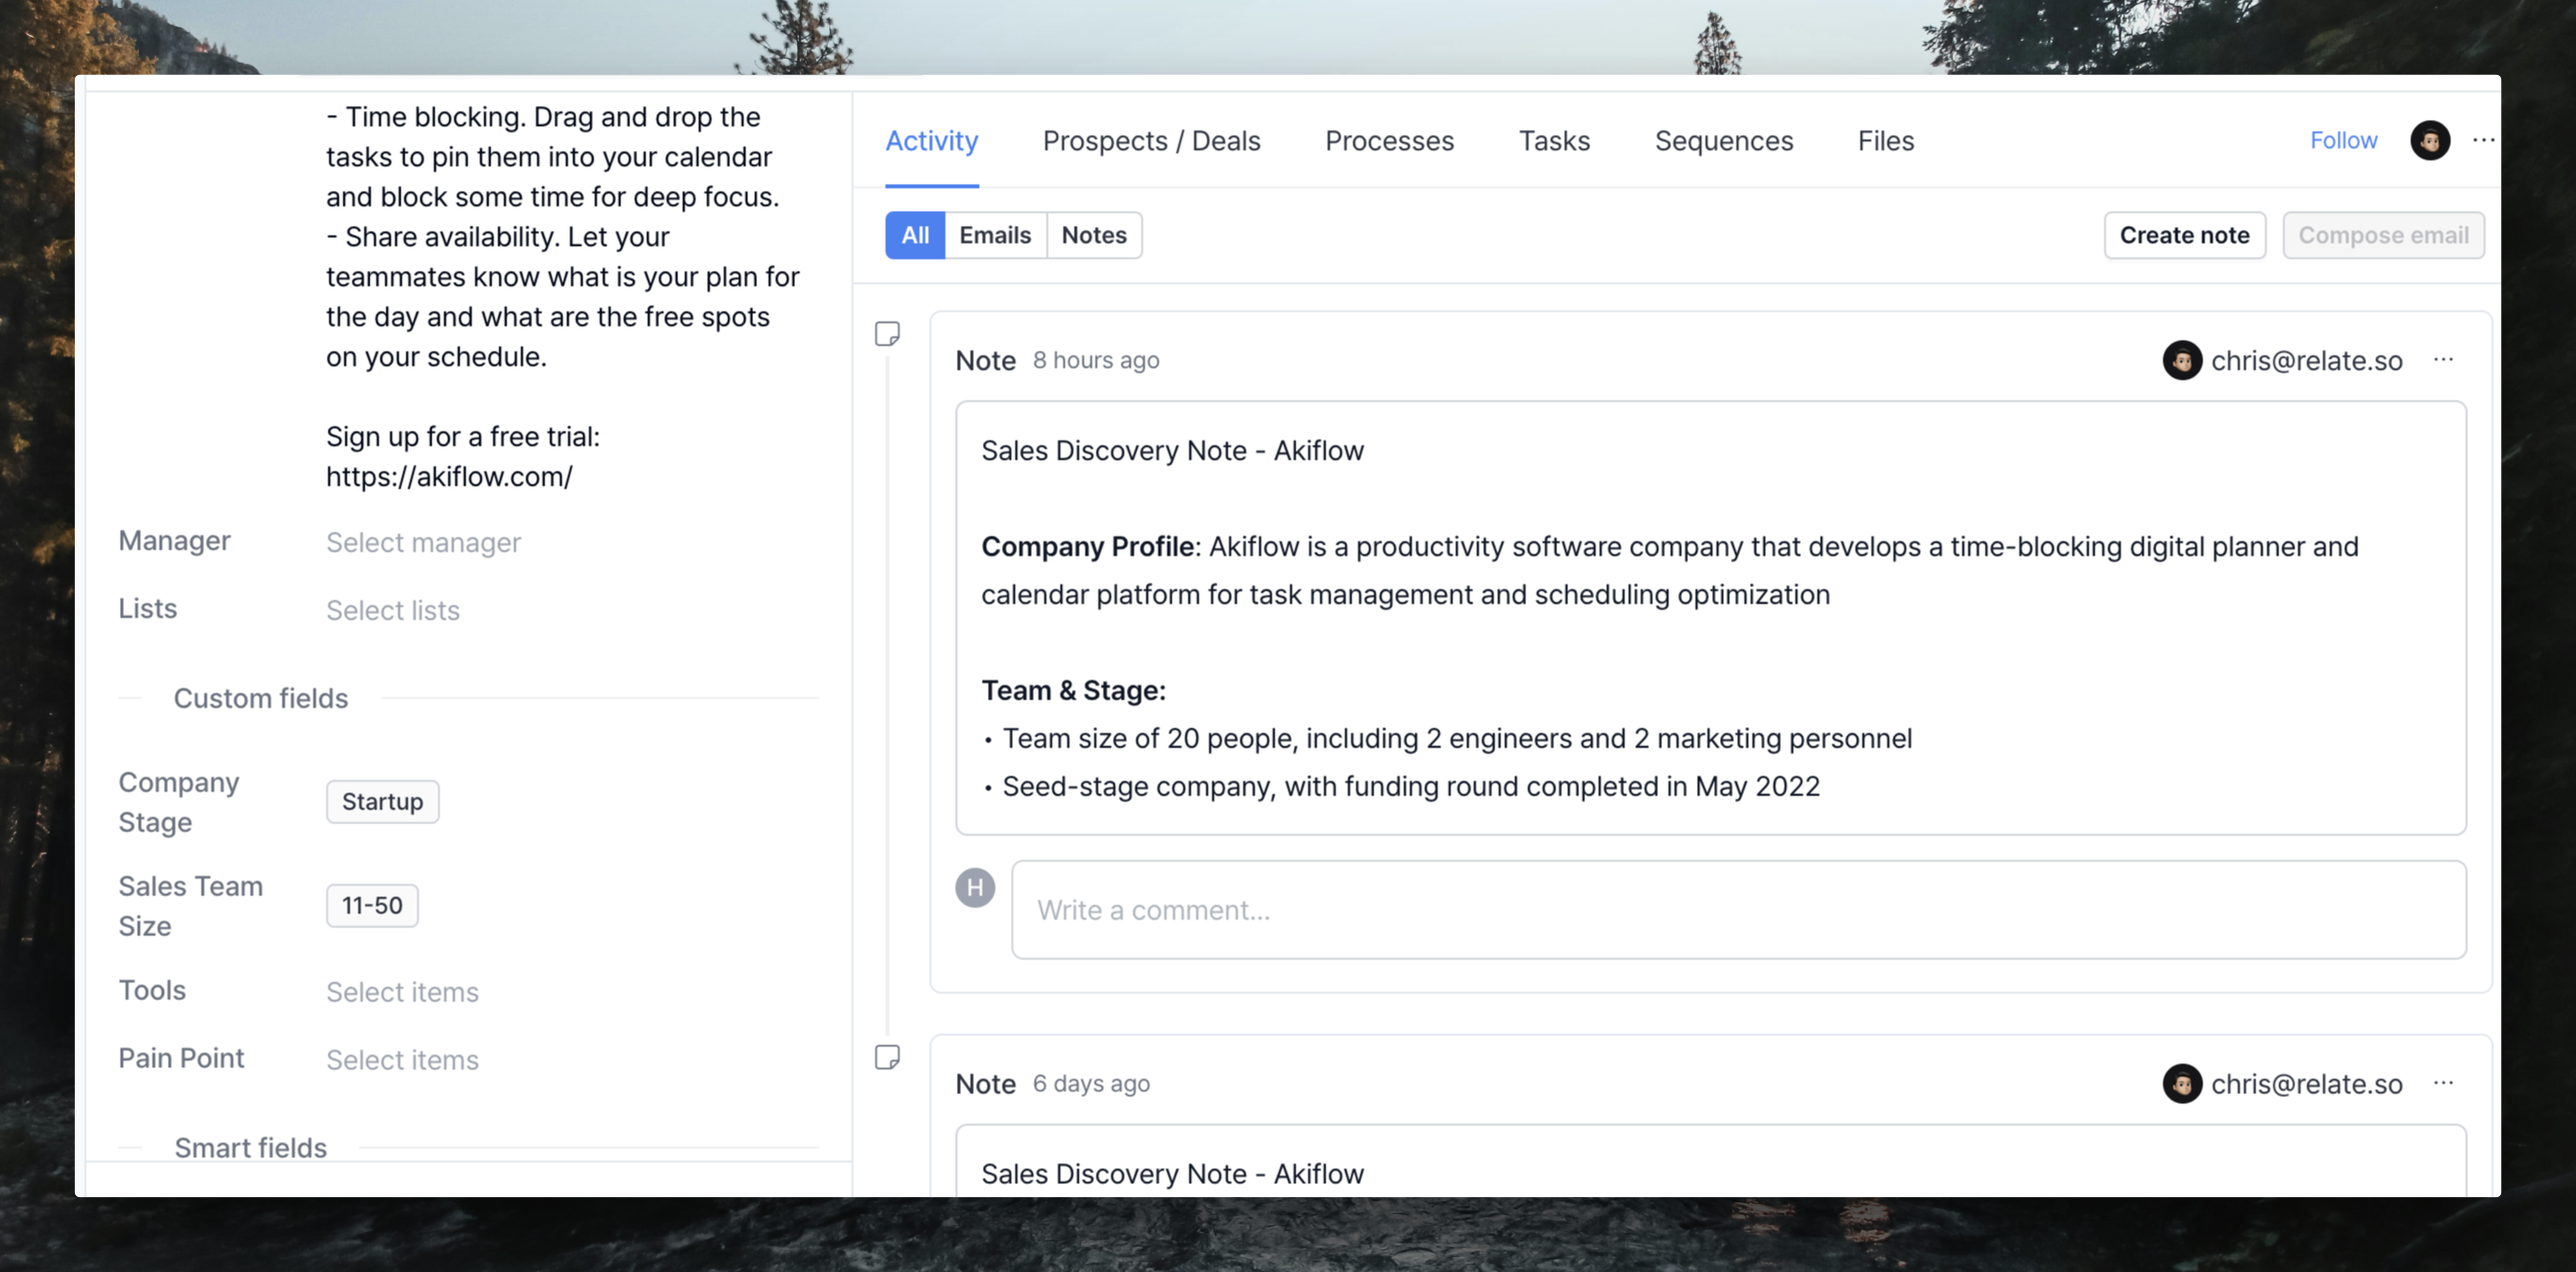 - Time blocking. Drag and drop the
tasks to pin them into your calendar
and block some time for deep focus.
- Share availability. Let your
teammates know what is your plan for
the day and what are the free spots
on your schedule.
Sign up for a free trial:
https://akiflow.com/
Manager
Select manager
Lists
Select lists
Custom fields
Company
Stage
Startup
Sales Team
Size
11-50
Tools
Select items
Pain Point
Select items
Smart fields
Activity
Prospects / Deals
Processes
Tasks
Sequences
Files
Follow
All
Emails
Notes
Create note
Compose email
Note 8 hours ago
chris@relate.so
Sales Discovery Note - Akiflow
Company Profile: Akiflow is a productivity software company that develops a time-blocking digital planner and
calendar platform for task management and scheduling optimization
Team & Stage:
• Team size of 20 people, including 2 engineers and 2 marketing personnel
• Seed-stage company, with funding round completed in May 2022
H
Write a comment...
Note 6 days ago
chris@relate.so
Sales Discovery Note - Akiflow